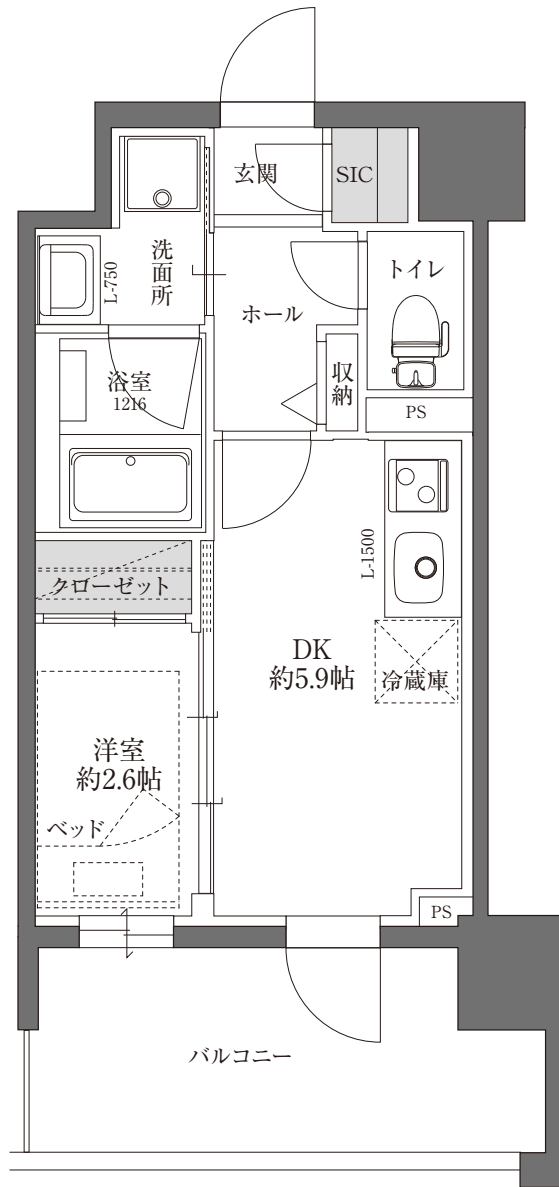 玄関
SIC
洗面所
L-750
トイレ
ホール
浴室
1216
収納
PS
L-1500
クローゼット
DK
約5.9帖
冷蔵庫
洋室
約2.6帖
ベッド
PS
バルコニー